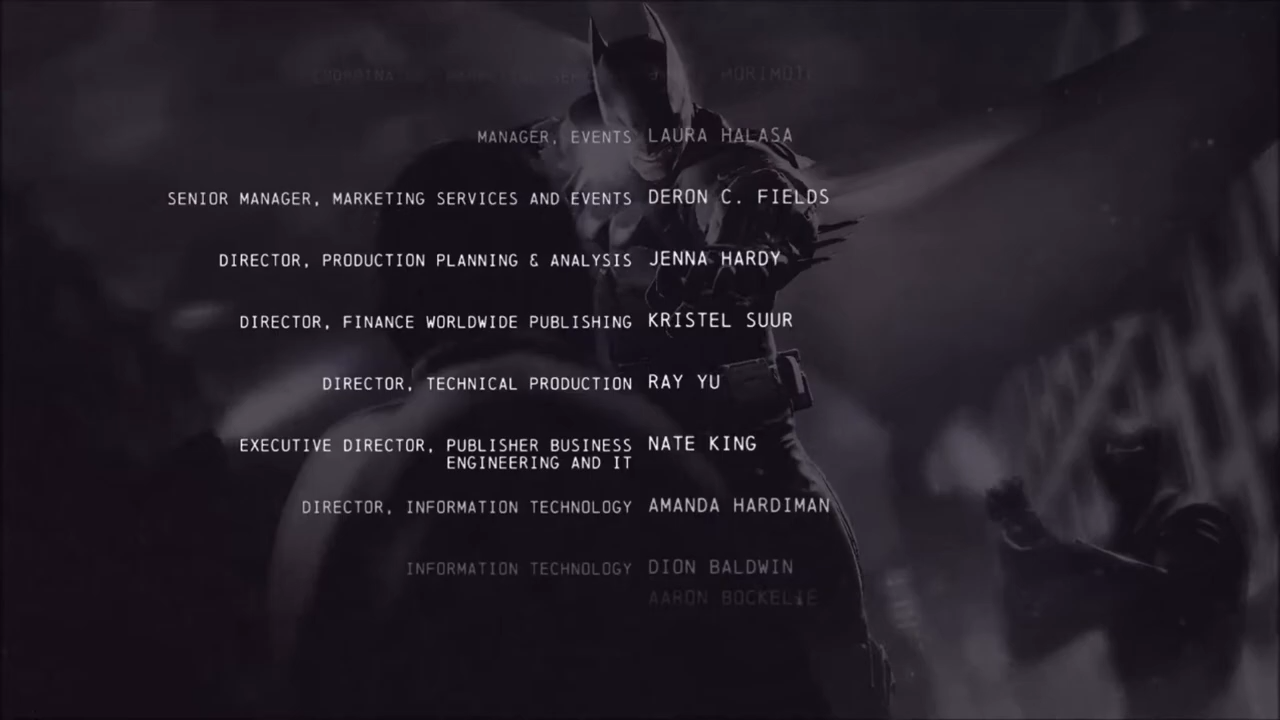 MANAGER, EVENTS LAURA HALASA
SENIOR MANAGER, MARKETING SERVICES AND EVENTS DERON C. FIELDS
DIRECTOR, PRODUCTION PLANNING & ANALYSIS JENNA HARDY
DIRECTOR, FINANCE WORLDWIDE PUBLISHING KRISTEL SUUR
DIRECTOR, TECHNICAL PRODUCTION RAY YU
EXECUTIVE DIRECTOR, PUBLISHER BUSINESS NATE KING
ENGINEERING AND IT
DIRECTOR, INFORMATION TECHNOLOGY AMANDA HARDIMAN
INFORMATION TECHNOLOGY DION BALDWIN
AARON BOCKELIE